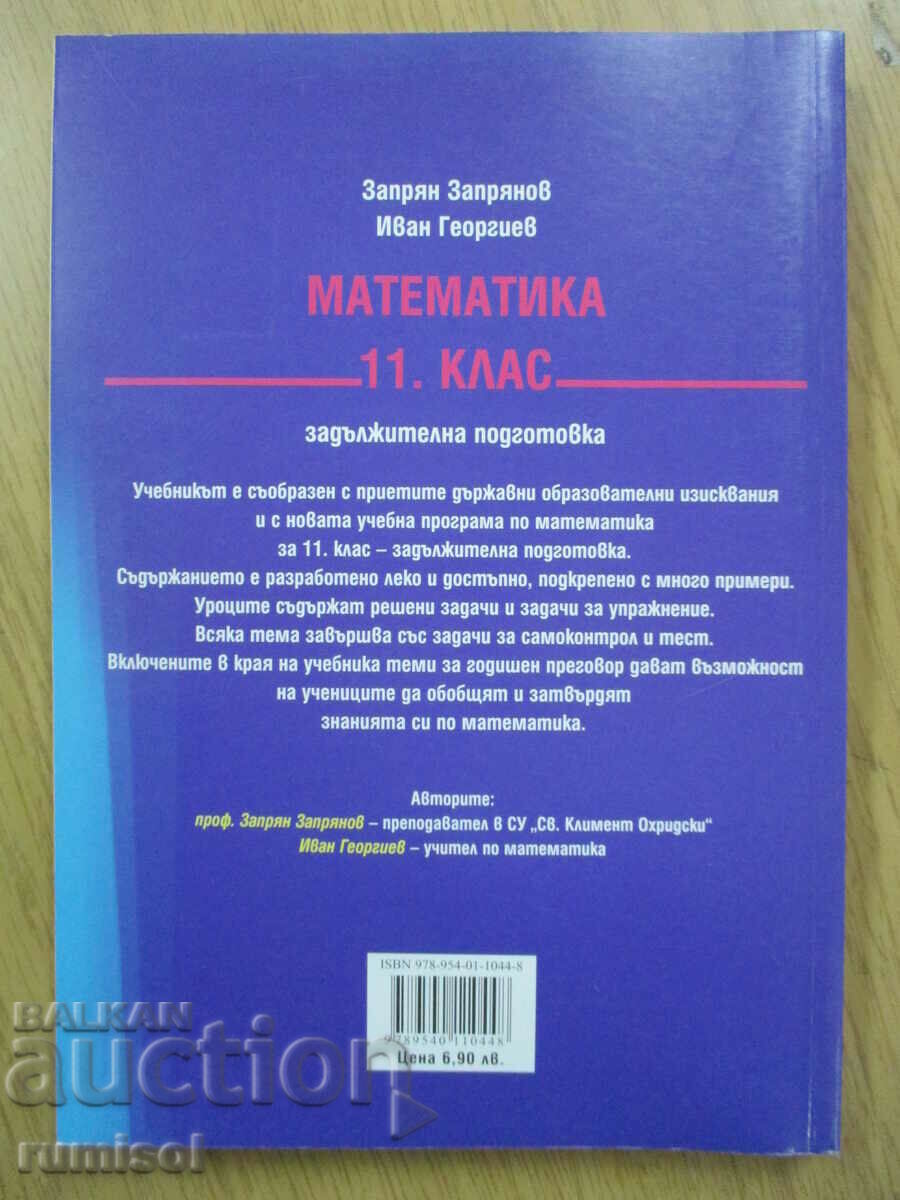 Запрян Запрянов
Иван Георгиев
МАТЕМАТИКА
11. КЛАС
задължителна подготовка
Учебникът е съобразен с приетите държавни образователни изисквания
и с новата учебна програма по математика
за 11. клас – задължителна подготовка.
Съдържанието е разработено леко и достъпно, подкрепено с много примери.
Уроците съдържат решени задачи и задачи за упражнение.
Всяка тема завършва със задачи за самоконтрол и тест.
Включените в края на учебника теми за годишен преговор дават възможност
на учениците да обобщят и затвърдят
знанията си по математика.
Авторите:
проф. Запрян Запрянов – преподавател в СУ „Св. Климент Охридски“
Иван Георгиев – учител по математика
ISBN 978-954-01-1044-8
9789540110448
Цена 6,90 лв.
BALKAN
auction
rumisol